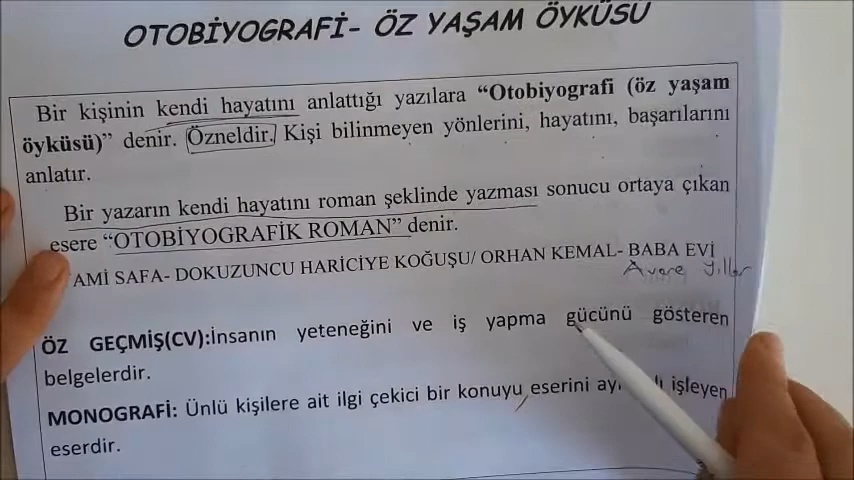 OTOBİYOGRAFİ- ÖZ YAŞAM ÖYKÜSÜ
Bir kişinin kendi hayatını anlattığı yazılara “Otobiyografi (öz yaşam
öyküsü)” denir. Özneldir. Kişi bilinmeyen yönlerini, hayatını, başarılarını
anlatır.
Bir yazarın kendi hayatını roman şeklinde yazması sonucu ortaya çıkan
esere “OTOBİYOGRAFİK ROMAN” denir.
AMİ SAFA- DOKUZUNCU HARİCİYE KOĞUŞU/ ORHAN KEMAL- BABA EVİ
Avare yıllar
ÖZ GEÇMİŞ(CV):İnsanın yeteneğini ve iş yapma gücünü gösteren
belgelerdir.
MONOGRAFİ: Ünlü kişilere ait ilgi çekici bir konuyu eserini işleyen
eserdir.